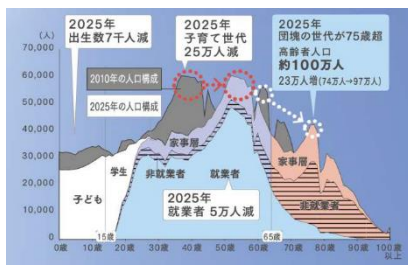 (人)
70,000
60,000
50,000
40,000
30,000
20,000
10,000
0
2025年
出生数7千人減
2025年
子育て世代
25万人減
2025年
団塊の世代が75歳超
高齢者人口
約100万人
23万人増(74万人→97万人)
2010年の人口構成
2025年の人口構成
子ども
学生
非就業者
家事層
就業者
2025年
就業者 5万人減
家事層
非就業者
0歳
10歳
15歳
20歳
30歳
40歳
50歳
60歳
65歳
70歳
80歳
90歳
100歳
以上